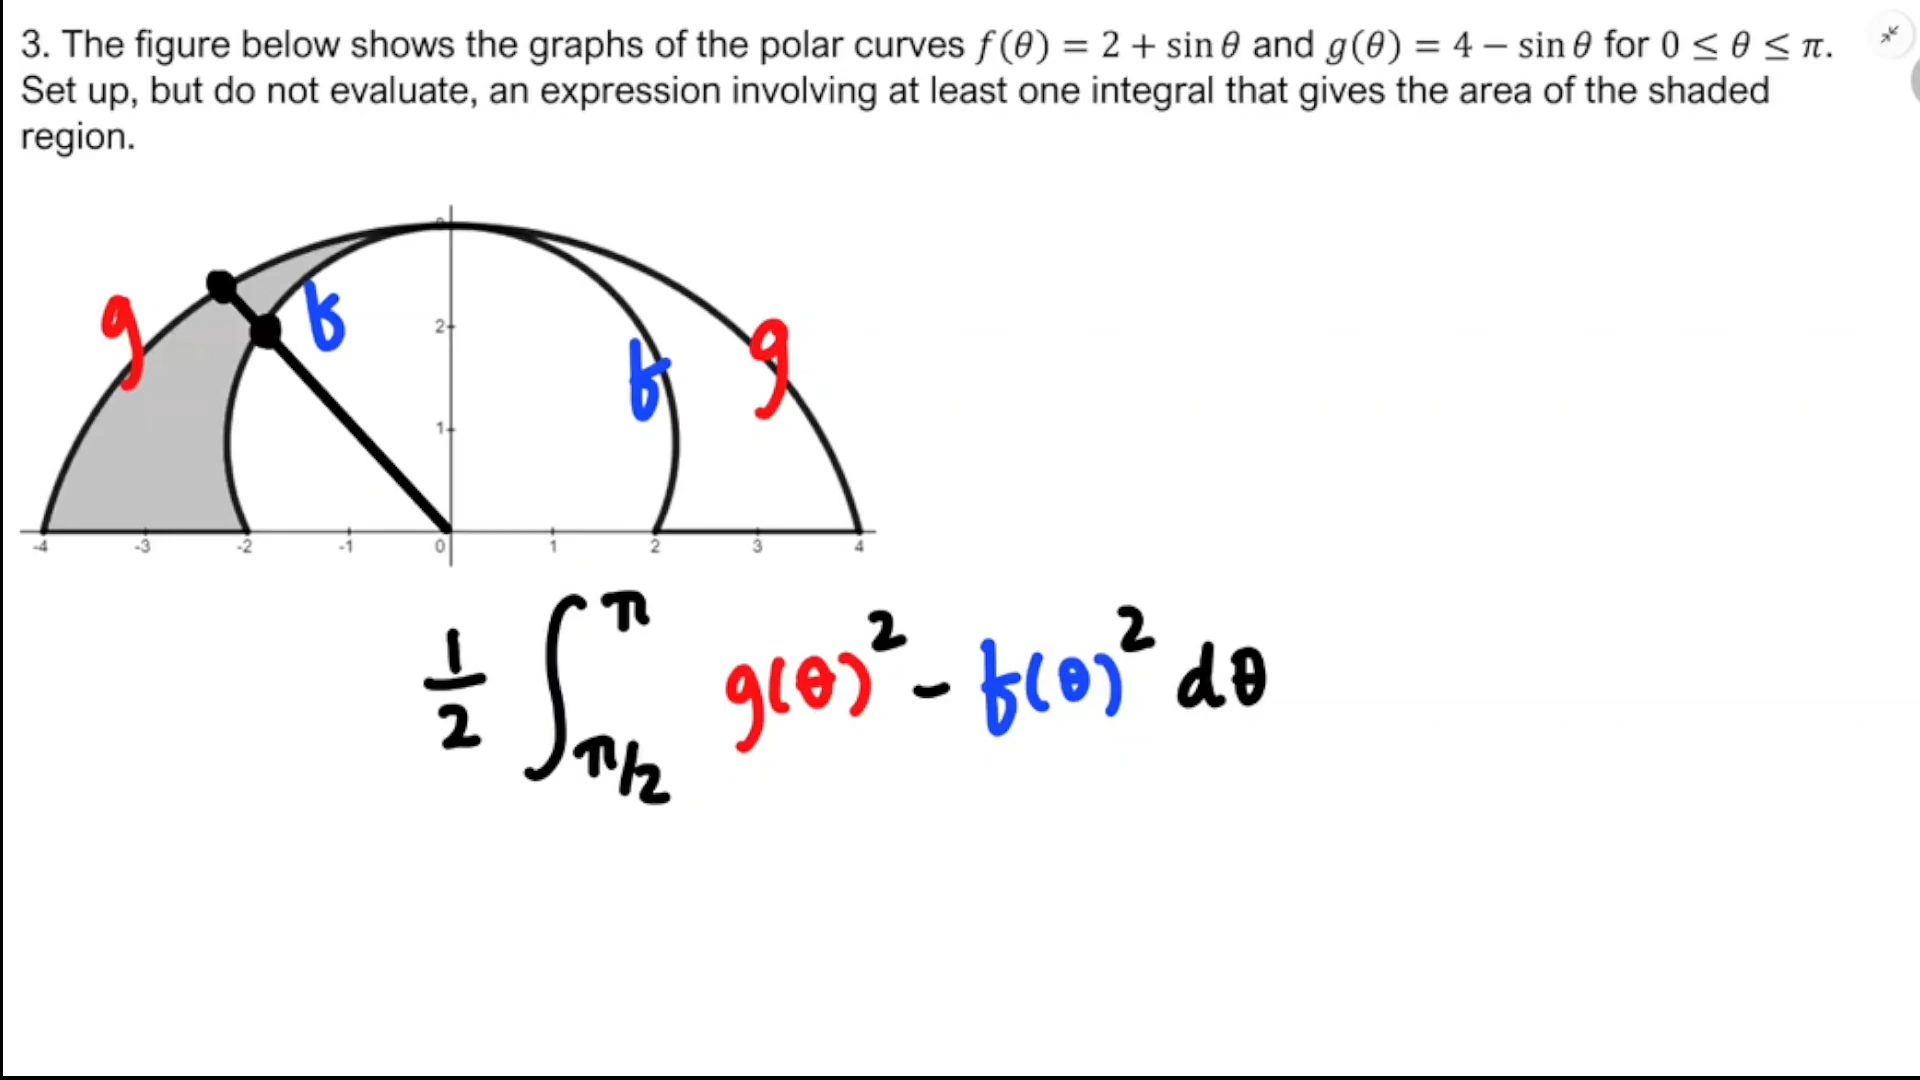 3. The figure below shows the graphs of the polar curves f(θ) = 2 + sin θ and g(θ) = 4 − sin θ for 0 ≤ θ ≤ π.
Set up, but do not evaluate, an expression involving at least one integral that gives the area of the shaded
region.
g f f g
2
1
-4 -3 -2 -1 0 1 2 3 4
1/2 ∫_{π/2}^{π} g(θ)² - f(θ)² dθ